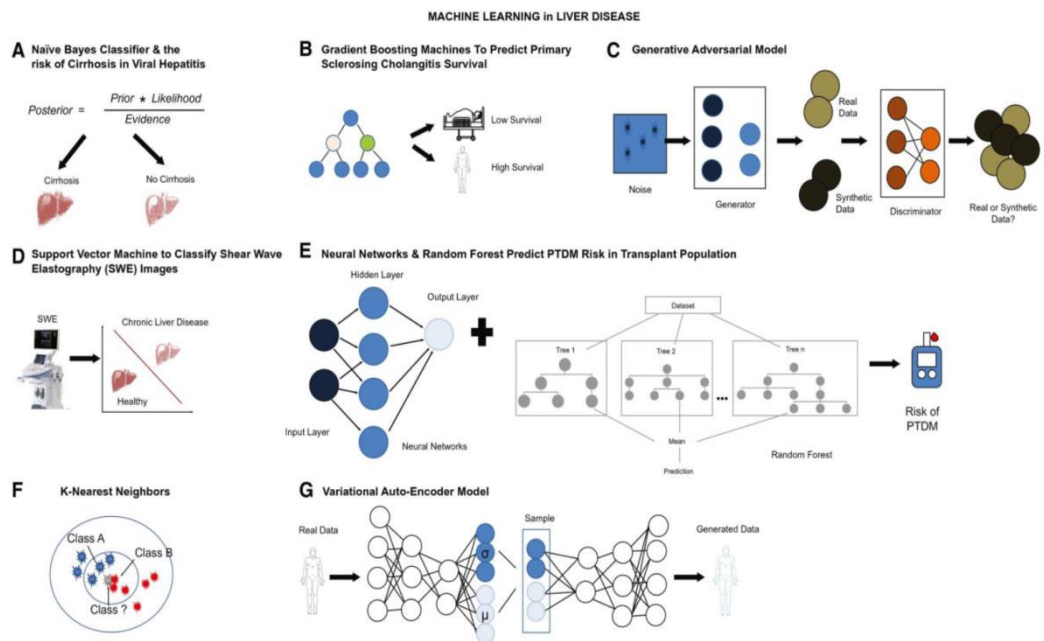 MACHINE LEARNING in LIVER DISEASE
A Naïve Bayes Classifier & the
risk of Cirrhosis in Viral Hepatitis
Posterior = Prior ★ Likelihood
Evidence
Cirrhosis
No Cirrhosis
B Gradient Boosting Machines To Predict Primary
Sclerosing Cholangitis Survival
Low Survival
High Survival
C Generative Adversarial Model
Noise
Generator
Real
Data
Synthetic
Data
Discriminator
Real or Synthetic
Data?
D Support Vector Machine to Classify Shear Wave
Elastography (SWE) Images
SWE
Chronic Liver Disease
Healthy
E Neural Networks & Random Forest Predict PTDM Risk in Transplant Population
Hidden Layer
Output Layer
Input Layer
Neural Networks
Dataset
Tree 1
Tree 2
Tree n
...
Mean
Prediction
Random Forest
Risk of
PTDM
F K-Nearest Neighbors
Class A
Class B
Class ?
G Variational Auto-Encoder Model
Real Data
σ
μ
Sample
Generated Data